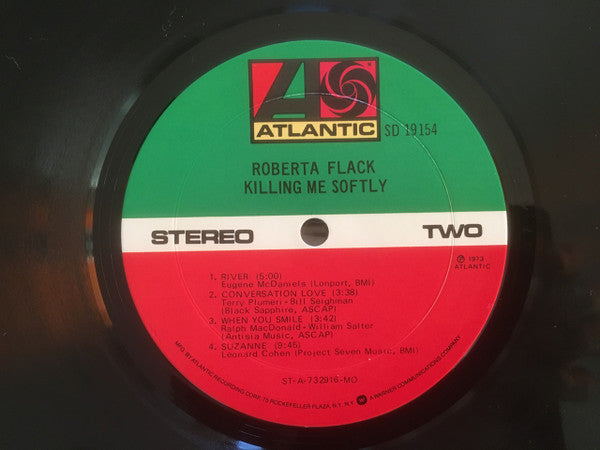 ATLANTIC
SD 19154
ROBERTA FLACK
KILLING ME SOFTLY
STEREO
TWO
℗ 1973
ATLANTIC
1. RIVER (5:00)
Eugene McDaniels (Lonport, BMI)
2. CONVERSATION LOVE (3:38)
Terry Plumeri • Bill Seighman
(Black Sapphire, ASCAP)
3. WHEN YOU SMILE (3:42)
Ralph MacDonald • William Salter
(Antisia Music, ASCAP)
4. SUZANNE (9:45)
Leonard Cohen (Project Seven Music, BMI)
ST-A-732916-MO
MFG. BY ATLANTIC RECORDING CORP., 75 ROCKEFELLER PLAZA, N.Y. N.Y. A WARNER COMMUNICATIONS COMPANY